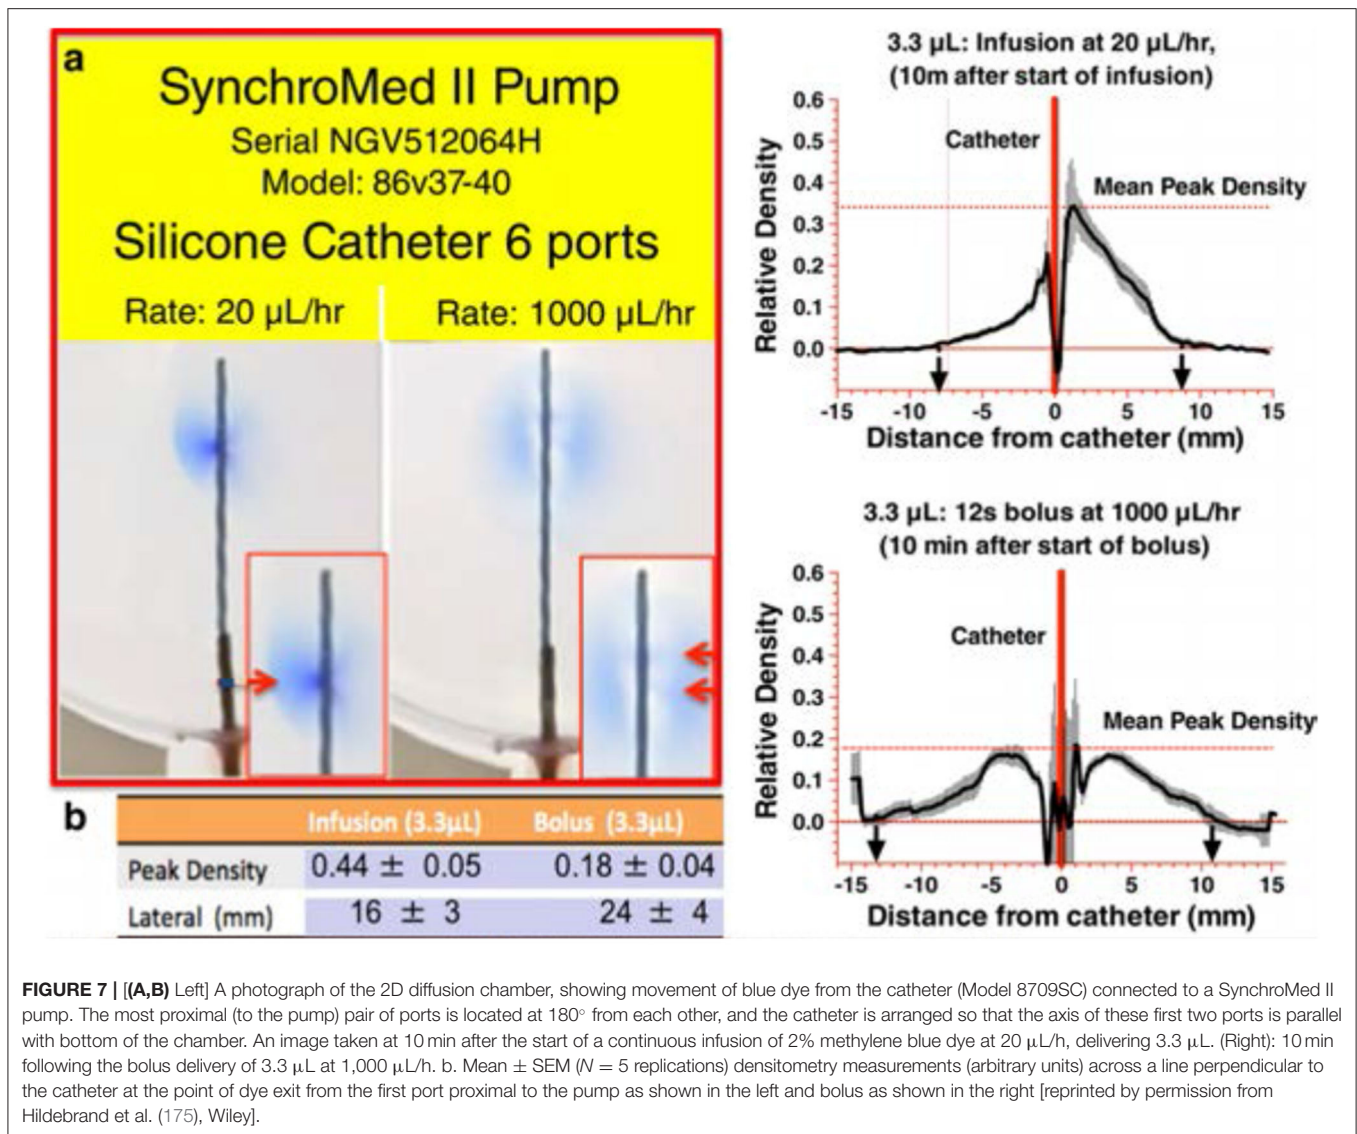 a
SynchroMed II Pump
Serial NGV512064H
Model: 86v37-40
Silicone Catheter 6 ports
Rate: 20 µL/hr
Rate: 1000 µL/hr
b
Infusion (3.3µL)
Bolus (3.3µL)
Peak Density
0.44 ± 0.05
0.18 ± 0.04
Lateral (mm)
16 ± 3
24 ± 4
3.3 µL: Infusion at 20 µL/hr,
(10m after start of infusion)
Relative Density
0.6
0.5
0.4
0.3
0.2
0.1
0.0
Catheter
Mean Peak Density
-15
-10
-5
0
5
10
15
Distance from catheter (mm)
3.3 µL: 12s bolus at 1000 µL/hr
(10 min after start of bolus)
Relative Density
0.6
0.5
0.4
0.3
0.2
0.1
0.0
Catheter
Mean Peak Density
-15
-10
-5
0
5
10
15
Distance from catheter (mm)
FIGURE 7 | [(A,B) Left] A photograph of the 2D diffusion chamber, showing movement of blue dye from the catheter (Model 8709SC) connected to a SynchroMed II
pump. The most proximal (to the pump) pair of ports is located at 180° from each other, and the catheter is arranged so that the axis of these first two ports is parallel
with bottom of the chamber. An image taken at 10 min after the start of a continuous infusion of 2% methylene blue dye at 20 µL/h, delivering 3.3 µL. (Right): 10 min
following the bolus delivery of 3.3 µL at 1,000 µL/h. b. Mean ± SEM (N = 5 replications) densitometry measurements (arbitrary units) across a line perpendicular to
the catheter at the point of dye exit from the first port proximal to the pump as shown in the left and bolus as shown in the right [reprinted by permission from
Hildebrand et al. (175), Wiley].